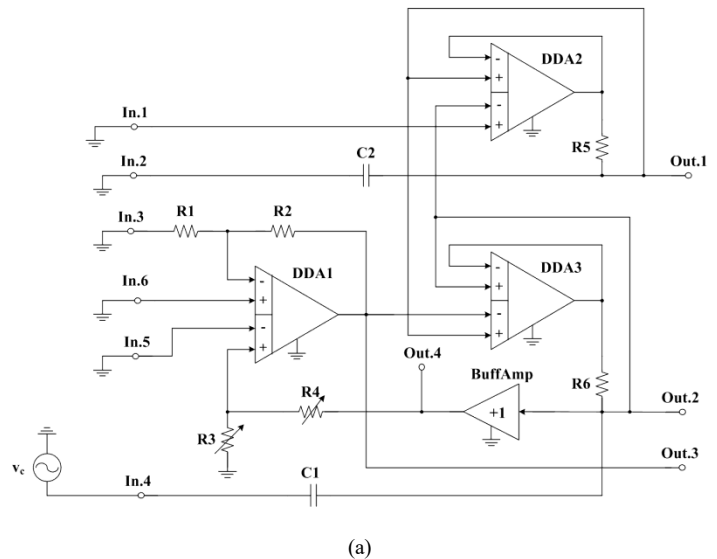 DDA2
-
+
-
+
In.1
R5
In.2
C2
Out.1
In.3
R1
R2
DDA1
DDA3
-
+
-
+
In.6
-
+
-
+
In.5
Out.4
BuffAmp
R6
R4
+1
Out.2
R3
vc
In.4
C1
Out.3
(a)